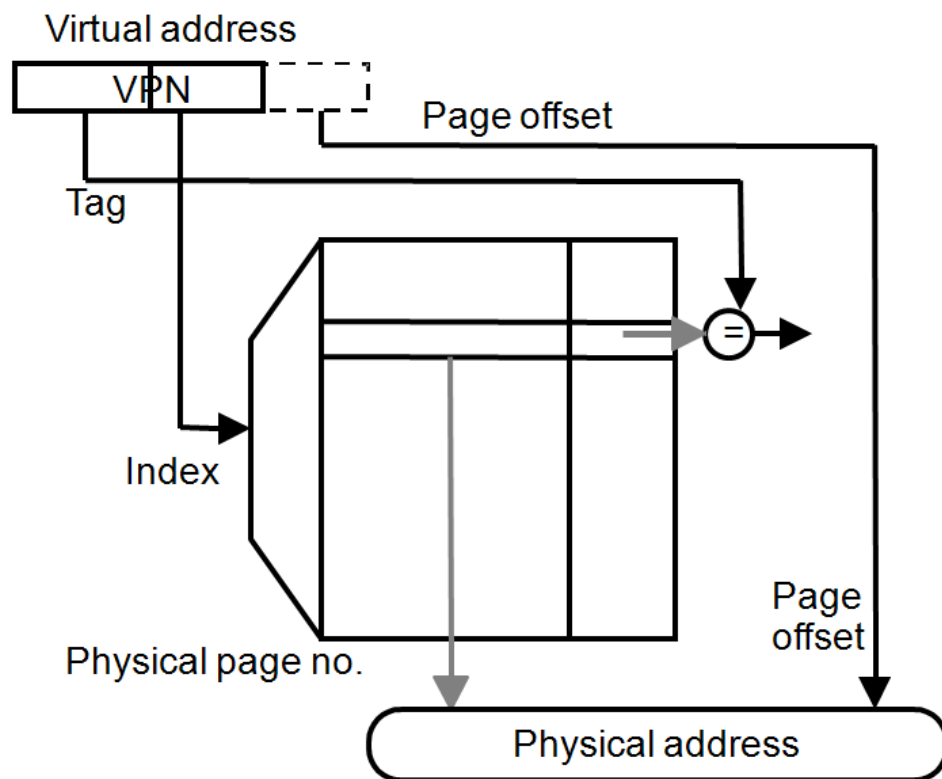 Virtual address
VPN
Page offset
Tag
=
Index
Page
offset
Physical page no.
Physical address